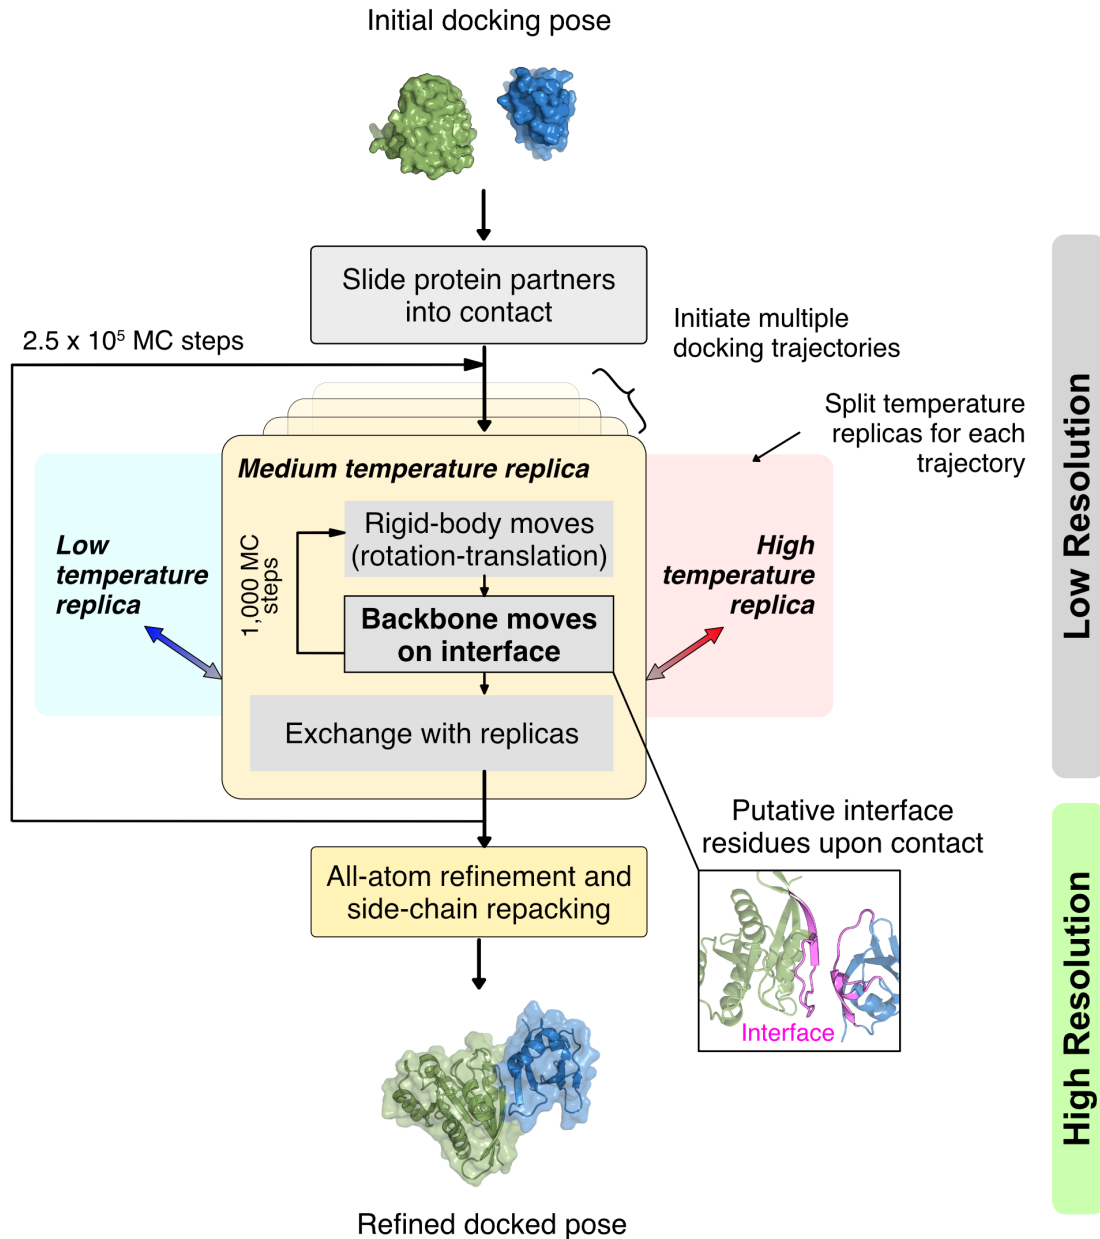 Initial docking pose
Slide protein partners
into contact
2.5 x 10⁵ MC steps
Initiate multiple
docking trajectories
Split temperature
replicas for each
trajectory
Medium temperature replica
Low
temperature
replica
1,000 MC
steps
Rigid-body moves
(rotation-translation)
Backbone moves
on interface
Exchange with replicas
High
temperature
replica
Low Resolution
Putative interface
residues upon contact
Interface
All-atom refinement and
side-chain repacking
High Resolution
Refined docked pose